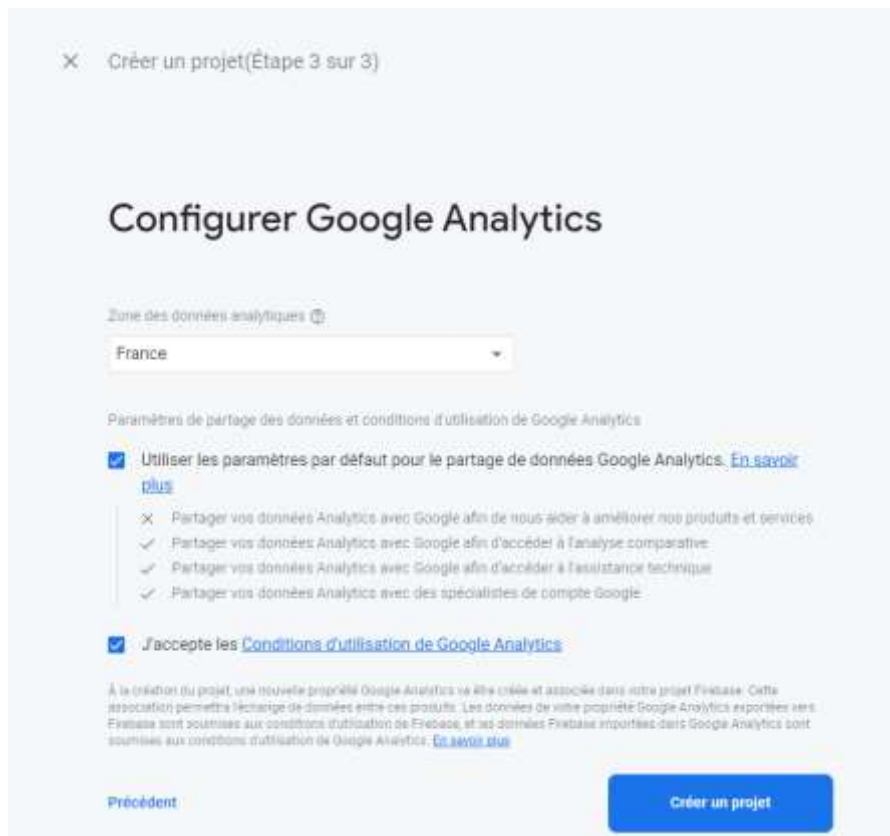 Créer un projet(Étape 3 sur 3)
Configurer Google Analytics
Zone des données analytiques
France
Paramètres de partage des données et conditions d'utilisation de Google Analytics
Utiliser les paramètres par défaut pour le partage de données Google Analytics. En savoir
plus
Partager vos données Analytics avec Google afin de nous aider à améliorer nos produits et services
Partager vos données Analytics avec Google afin d'accéder à l'analyse comparative
Partager vos données Analytics avec Google afin d'accéder à l'assistance technique
Partager vos données Analytics avec des spécialistes de compte Google
J'accepte les Conditions d'utilisation de Google Analytics
À la création du projet, une nouvelle propriété Google Analytics va être créée et associée dans votre projet Firebase. Cette
association permettra l'échange de données entre ces produits. Les données de votre propriété Google Analytics exportées vers
Firebase sont soumises aux conditions d'utilisation de Firebase, et les données Firebase importées dans Google Analytics sont
soumises aux conditions d'utilisation de Google Analytics. En savoir plus
Précédent
Créer un projet